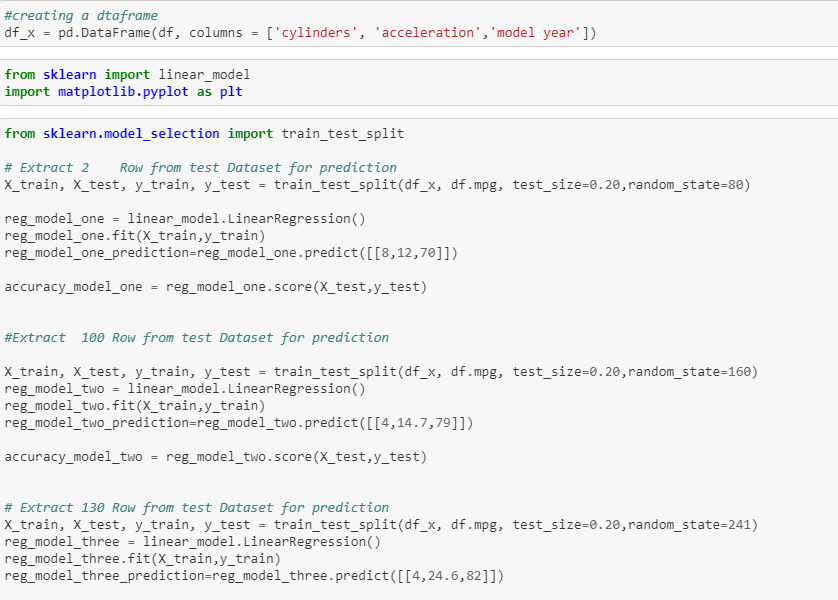 #creating a dtaframe
df_x = pd.DataFrame(df, columns = ['cylinders', 'acceleration','model year'])
from sklearn import linear_model
import matplotlib.pyplot as plt
from sklearn.model_selection import train_test_split
# Extract 2    Row from test Dataset for prediction
X_train, X_test, y_train, y_test = train_test_split(df_x, df.mpg, test_size=0.20,random_state=80)
reg_model_one = linear_model.LinearRegression()
reg_model_one.fit(X_train,y_train)
reg_model_one_prediction=reg_model_one.predict([[8,12,70]])
accuracy_model_one = reg_model_one.score(X_test,y_test)
#Extract  100 Row from test Dataset for prediction
X_train, X_test, y_train, y_test = train_test_split(df_x, df.mpg, test_size=0.20,random_state=160)
reg_model_two = linear_model.LinearRegression()
reg_model_two.fit(X_train,y_train)
reg_model_two_prediction=reg_model_two.predict([[4,14.7,79]])
accuracy_model_two = reg_model_two.score(X_test,y_test)
# Extract 130 Row from test Dataset for prediction
X_train, X_test, y_train, y_test = train_test_split(df_x, df.mpg, test_size=0.20,random_state=241)
reg_model_three = linear_model.LinearRegression()
reg_model_three.fit(X_train,y_train)
reg_model_three_prediction=reg_model_three.predict([[4,24.6,82]])